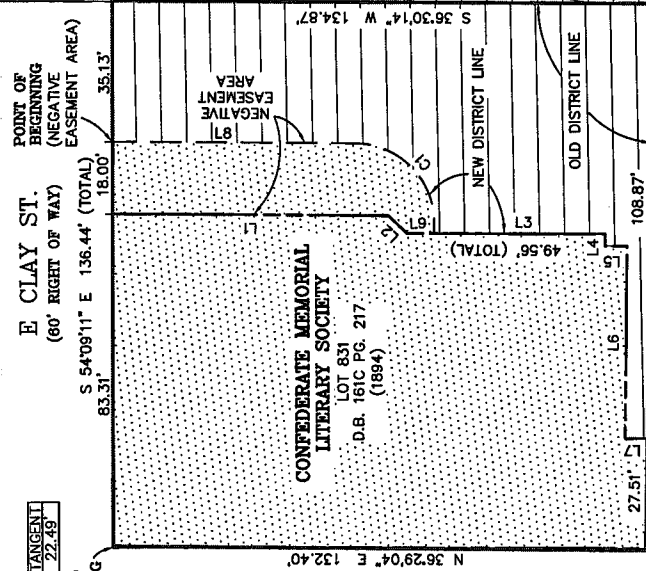 E CLAY ST.
(60' RIGHT OF WAY)
S 54°09'11" E 136.44' (TOTAL)
83.31'
18.00'
35.13'
POINT OF
BEGINNING
(NEGATIVE
EASEMENT AREA)
TANGENT
22.49'
G
N 36°29'04" E 132.40'
S 36°30'14" W 134.87'
NEGATIVE
EASEMENT
AREA
L8
L1
L2
L9
C1
L3
49.56' (TOTAL)
L4
L5
L6
L7
NEW DISTRICT LINE
OLD DISTRICT LINE
CONFEDERATE MEMORIAL
LITERARY SOCIETY
LOT 831
D.B. 161C PG. 217
(1894)
27.51'
108.87'